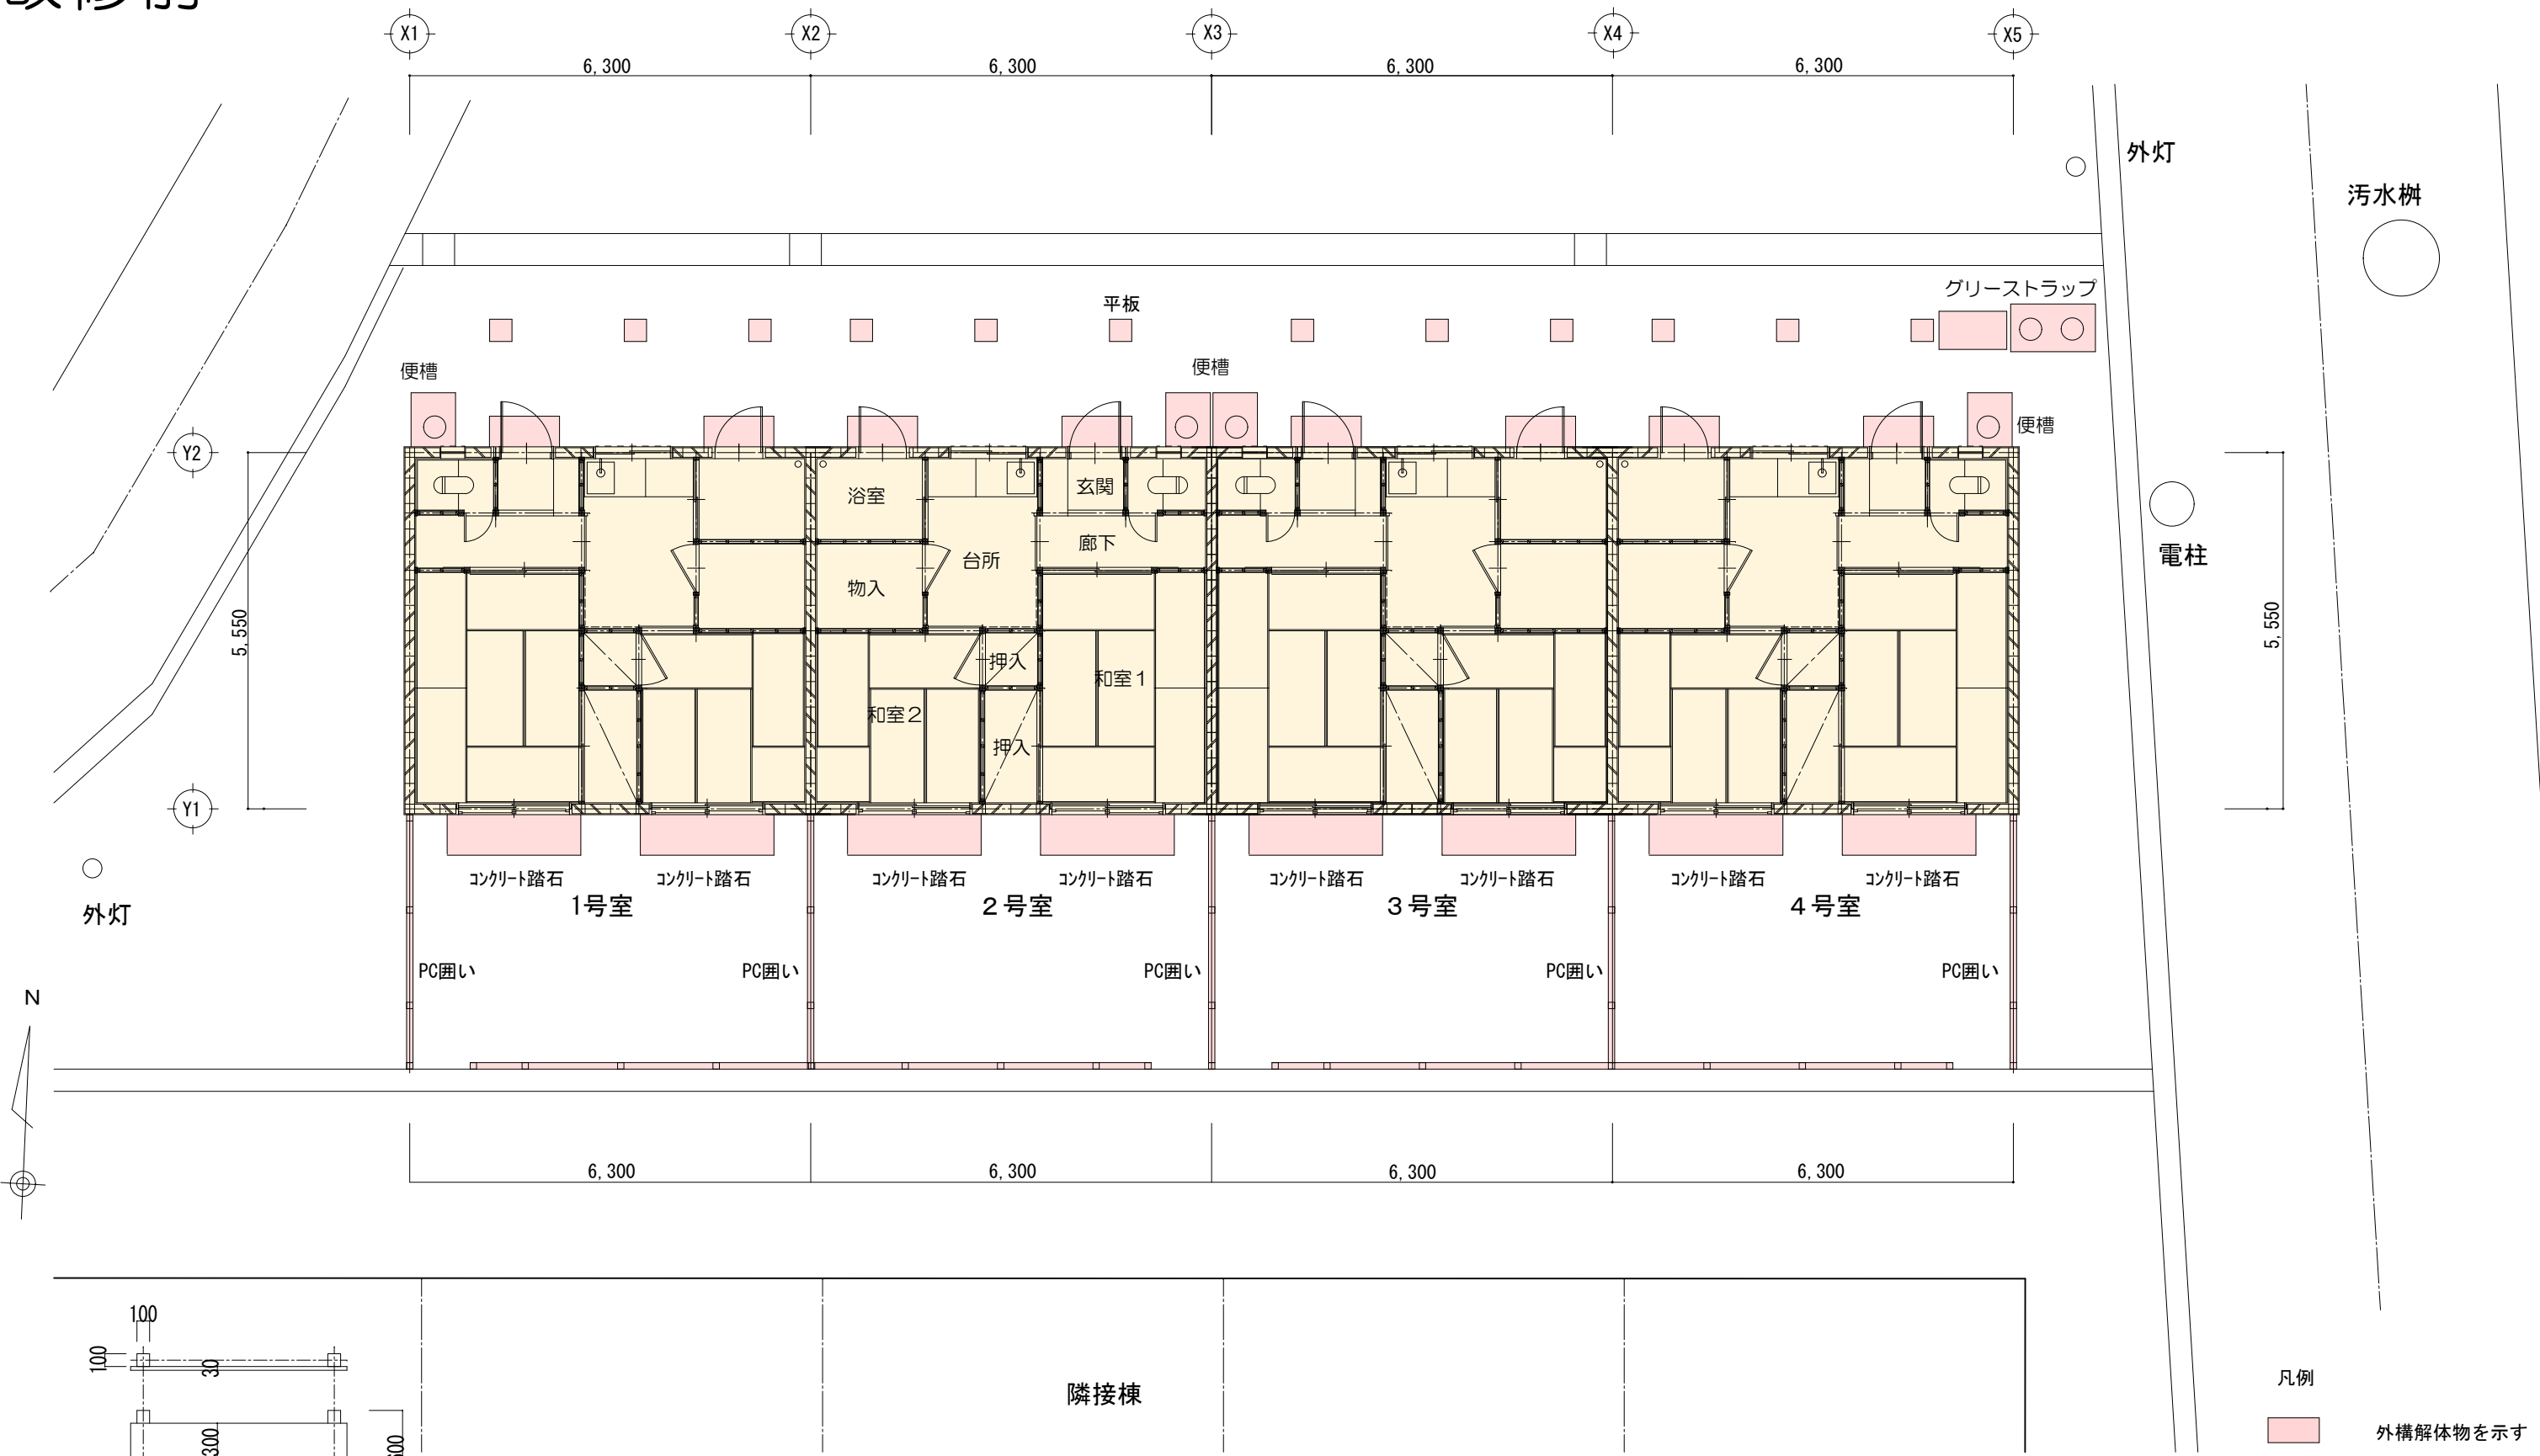 X1
X2
X3
X4
X5
6,300
6,300
6,300
6,300
外灯
汚水桝
グリーストラップ
平板
便槽
便槽
便槽
Y2
浴室
玄関
廊下
台所
物入
電柱
5,550
5,550
押入
和室1
和室2
押入
Y1
コンクリート踏石
コンクリート踏石
コンクリート踏石
コンクリート踏石
コンクリート踏石
コンクリート踏石
コンクリート踏石
コンクリート踏石
1号室
2号室
3号室
4号室
外灯
PC囲い
PC囲い
PC囲い
PC囲い
PC囲い
N
6,300
6,300
6,300
6,300
100
100
30
300
隣接棟
凡例
外構解体物を示す